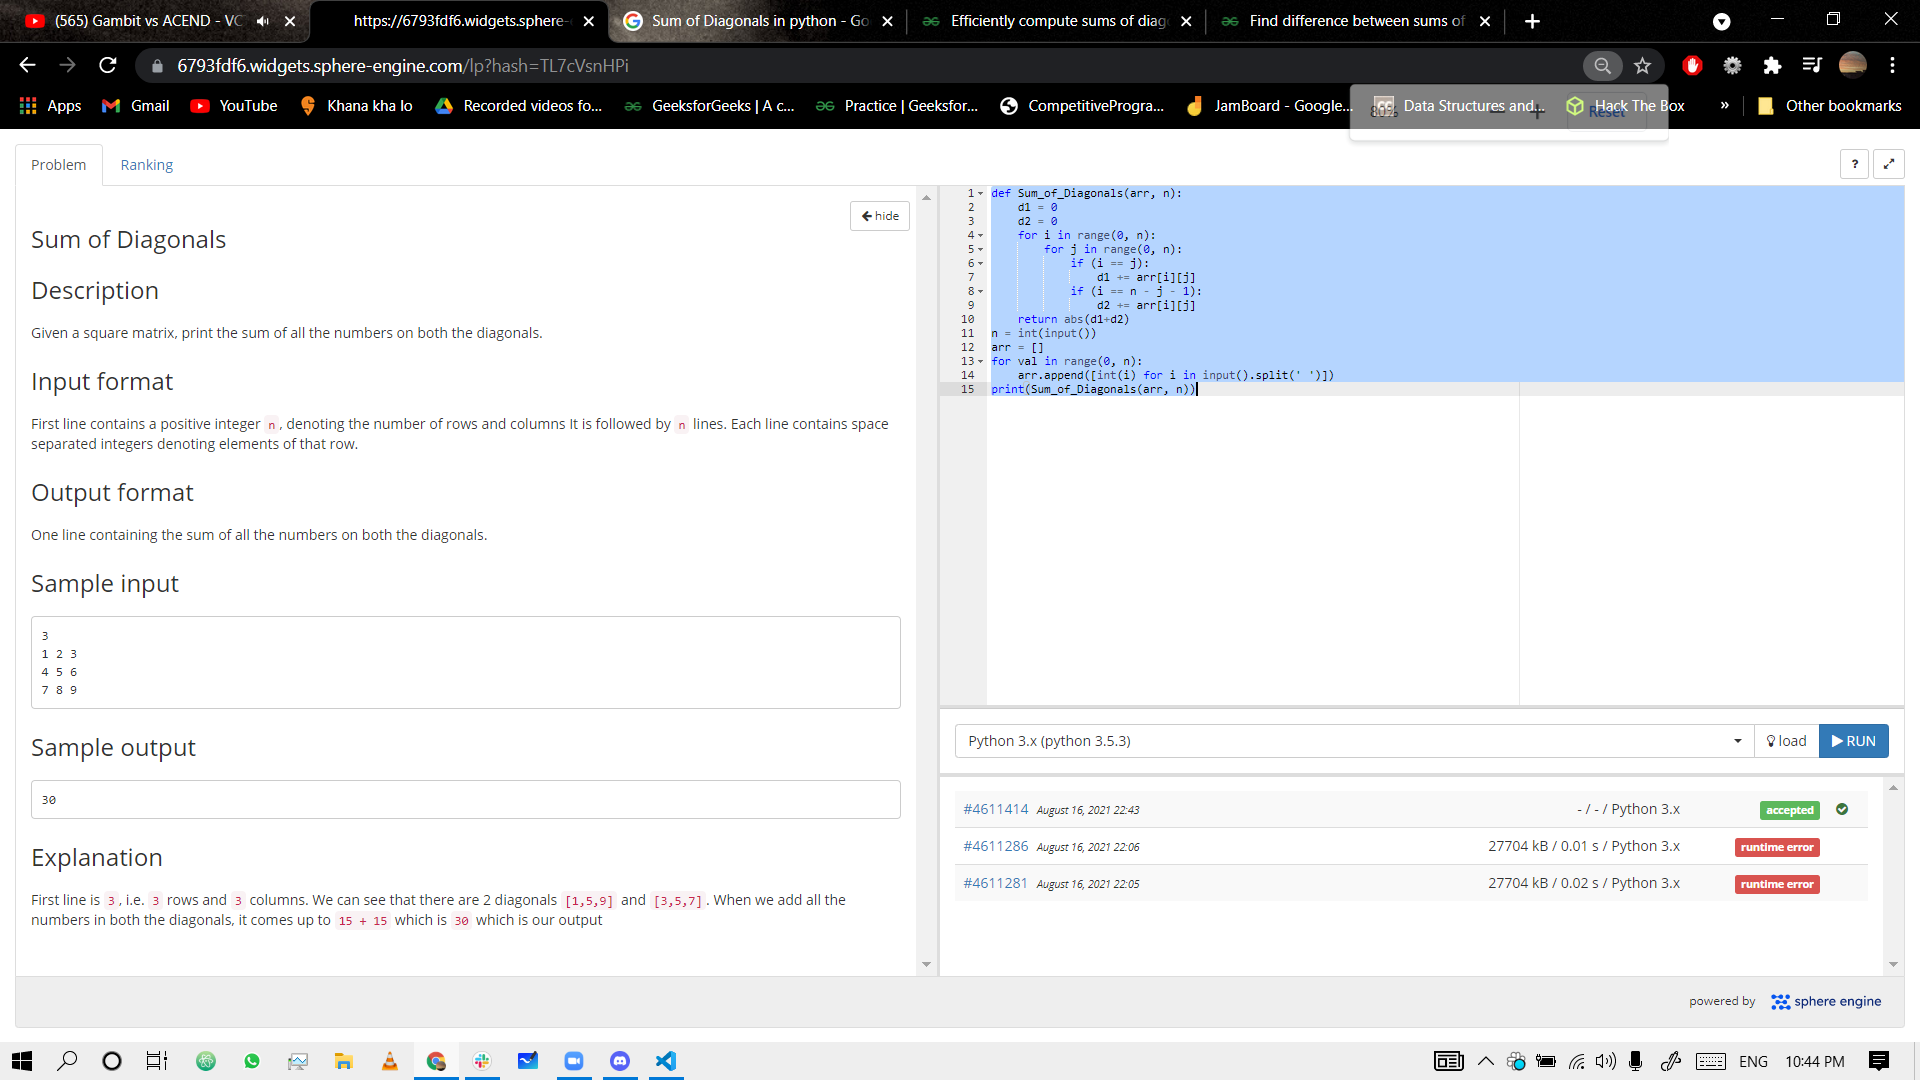 (565) Gambit vs ACEND - VC
https://6793fdf6.widgets.sphere-
Sum of Diagonals in python - Go
Efficiently compute sums of diag
Find difference between sums of
6793fdf6.widgets.sphere-engine.com/lp?hash=TL7cVsnHPi
Apps
Gmail
YouTube
Khana kha lo
Recorded videos fo...
GeeksforGeeks | A c...
Practice | Geeksfor...
CompetitiveProgra...
JamBoard - Google...
Data Structures and...
Hack The Box
»
Other bookmarks
80%
Reset
Problem
Ranking
?
hide
Sum of Diagonals
Description
Given a square matrix, print the sum of all the numbers on both the diagonals.
Input format
First line contains a positive integer n, denoting the number of rows and columns It is followed by n lines. Each line contains space
separated integers denoting elements of that row.
Output format
One line containing the sum of all the numbers on both the diagonals.
Sample input
3
1 2 3
4 5 6
7 8 9
Sample output
30
Explanation
First line is 3, i.e. 3 rows and 3 columns. We can see that there are 2 diagonals [1,5,9] and [3,5,7]. When we add all the
numbers in both the diagonals, it comes up to 15 + 15 which is 30 which is our output
1 def Sum_of_Diagonals(arr, n):
2 d1 = 0
3 d2 = 0
4 for i in range(0, n):
5 for j in range(0, n):
6 if (i == j):
7 d1 += arr[i][j]
8 if (i == n - j - 1):
9 d2 += arr[i][j]
10 return abs(d1+d2)
11 n = int(input())
12 arr = []
13 for val in range(0, n):
14 arr.append([int(i) for i in input().split(' ')])
15 print(Sum_of_Diagonals(arr, n))
Python 3.x (python 3.5.3)
load
RUN
#4611414 August 16, 2021 22:43 - / - / Python 3.x accepted
#4611286 August 16, 2021 22:06 27704 kB / 0.01 s / Python 3.x runtime error
#4611281 August 16, 2021 22:05 27704 kB / 0.02 s / Python 3.x runtime error
powered by sphere engine
ENG
10:44 PM